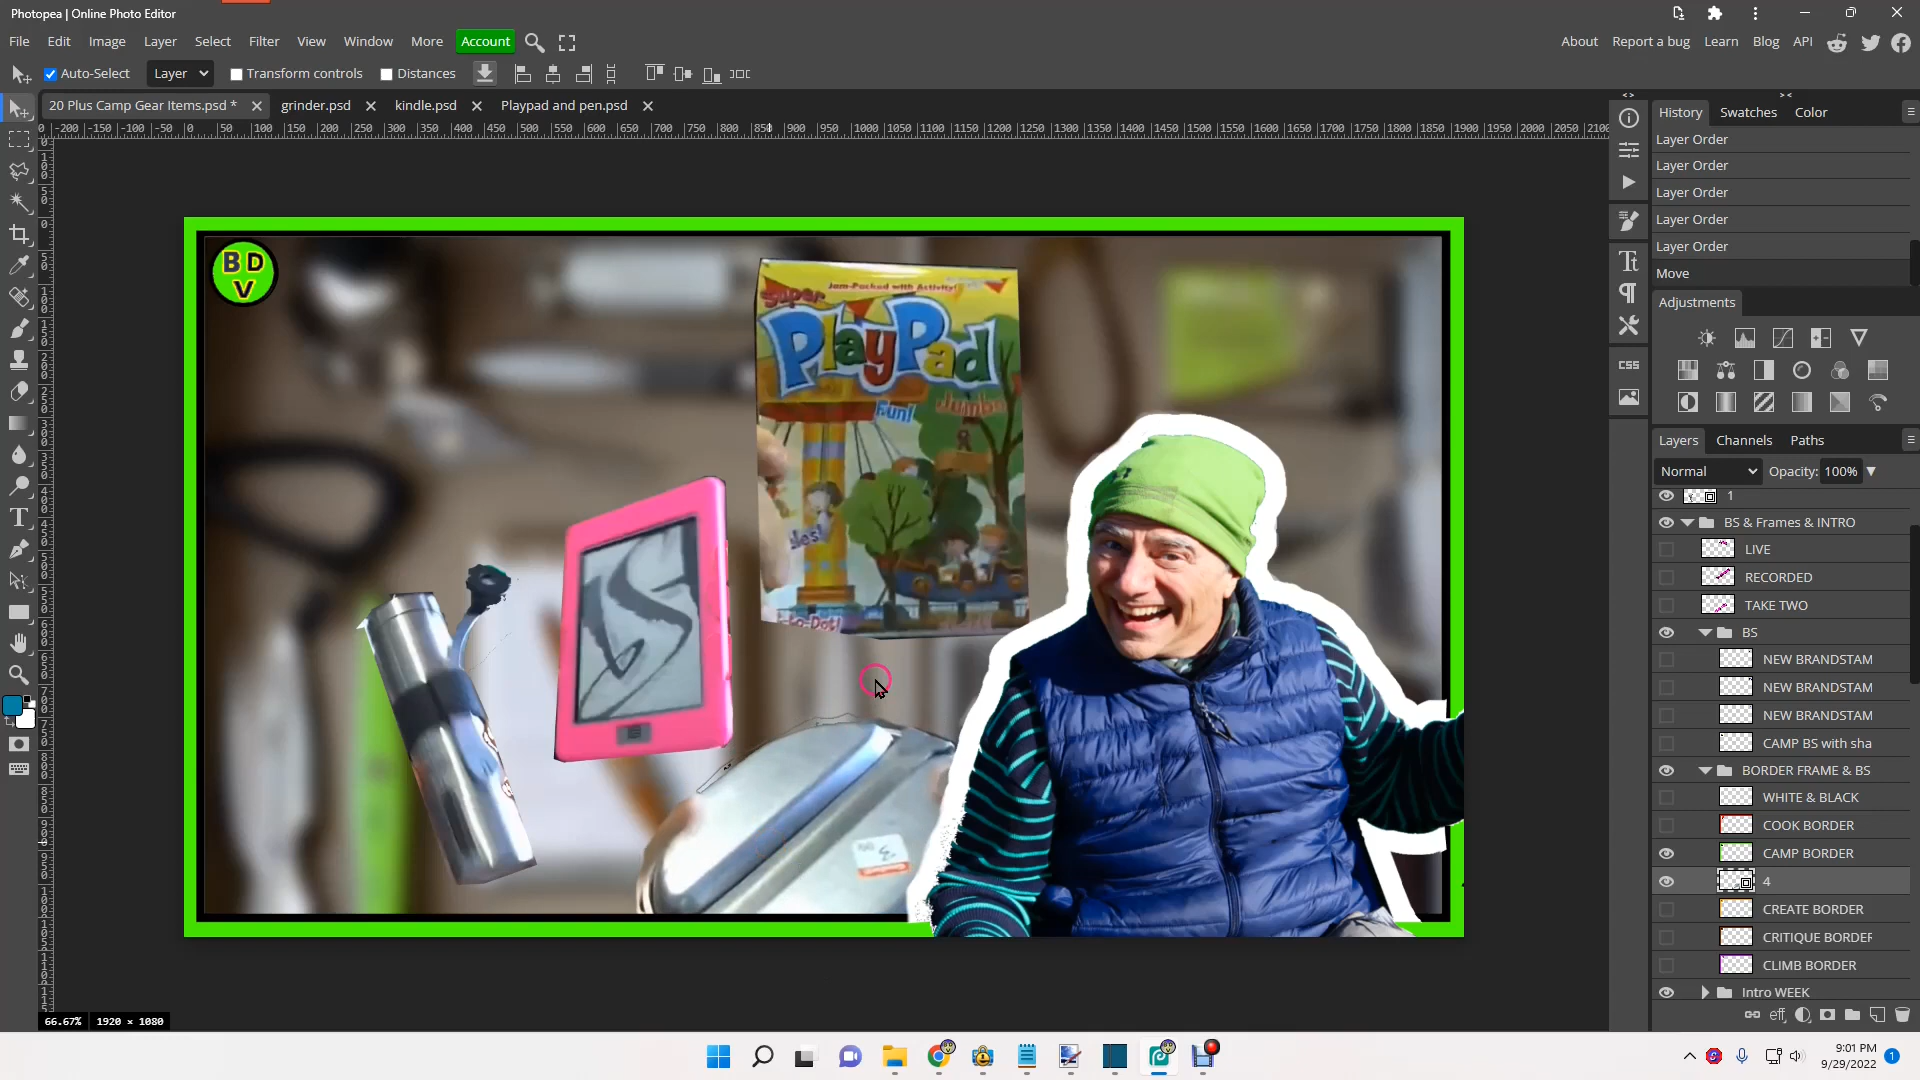 Photopea | Online Photo Editor
File Edit Image Layer Select Filter View Window More Account
About Report a bug Learn Blog API
Auto-Select Layer Transform controls Distances
20 Plus Camp Gear Items.psd * grinder.psd kindle.psd Playpad and pen.psd
History Swatches Color
Layer Order
Layer Order
Layer Order
Layer Order
Layer Order
Move
Adjustments
CSS
Layers Channels Paths
Normal Opacity: 100%
1
BS & Frames & INTRO
LIVE
RECORDED
TAKE TWO
BS
NEW BRANDSTAM
NEW BRANDSTAM
NEW BRANDSTAM
CAMP BS with sha
BORDER FRAME & BS
WHITE & BLACK
COOK BORDER
CAMP BORDER
4
CREATE BORDER
CRITIQUE BORDER
CLIMB BORDER
Intro WEEK
eff
B D
V
Super Jam-Packed with Activity!
PlayPad
Fun! Jumbo
-to-Dot!
66.67% 1920 × 1080
9:01 PM
9/29/2022
1